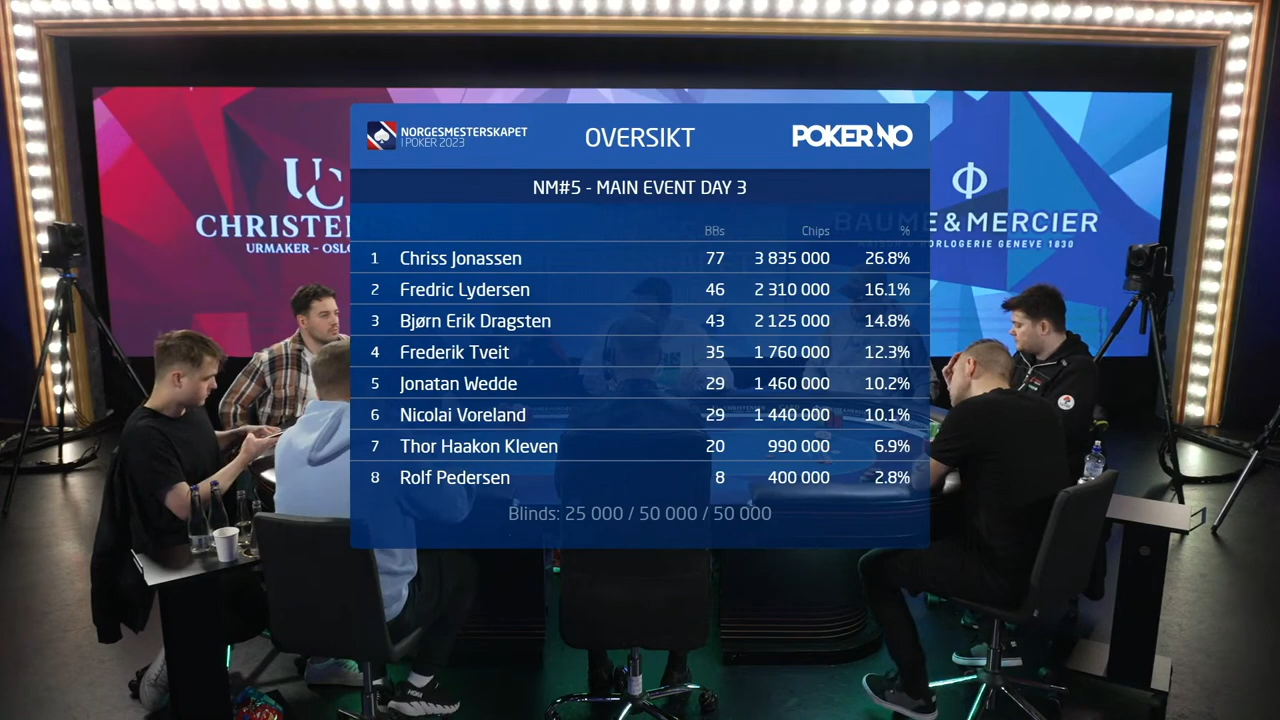 NORGESMESTERSKAPET
I POKER 2023
OVERSIKT
POKER NO
NM#5 - MAIN EVENT DAY 3
UC
CHRISTE
URMAKER - OSLO
BAUME & MERCIER
MAISON D'HORLOGERIE GENEVE 1830
BBs Chips %
1 Chriss Jonassen 77 3 835 000 26.8%
2 Fredric Lydersen 46 2 310 000 16.1%
3 Bjørn Erik Dragsten 43 2 125 000 14.8%
4 Frederik Tveit 35 1 760 000 12.3%
5 Jonatan Wedde 29 1 460 000 10.2%
6 Nicolai Voreland 29 1 440 000 10.1%
7 Thor Haakon Kleven 20 990 000 6.9%
8 Rolf Pedersen 8 400 000 2.8%
Blinds: 25 000 / 50 000 / 50 000